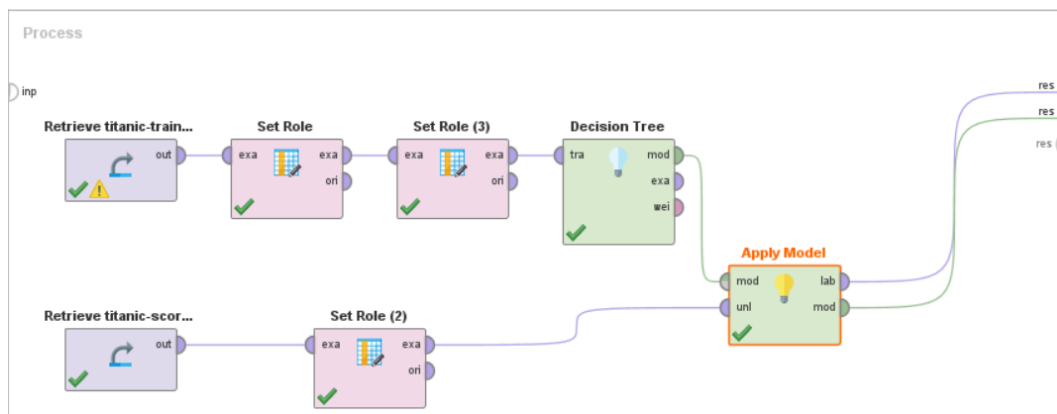 Process
inp
res
res
res
Retrieve titanic-train...
Set Role
Set Role (3)
Decision Tree
out
exa
exa
ori
exa
exa
ori
tra
mod
exa
wei
Apply Model
mod
lab
unl
mod
Retrieve titanic-scor...
Set Role (2)
out
exa
exa
ori